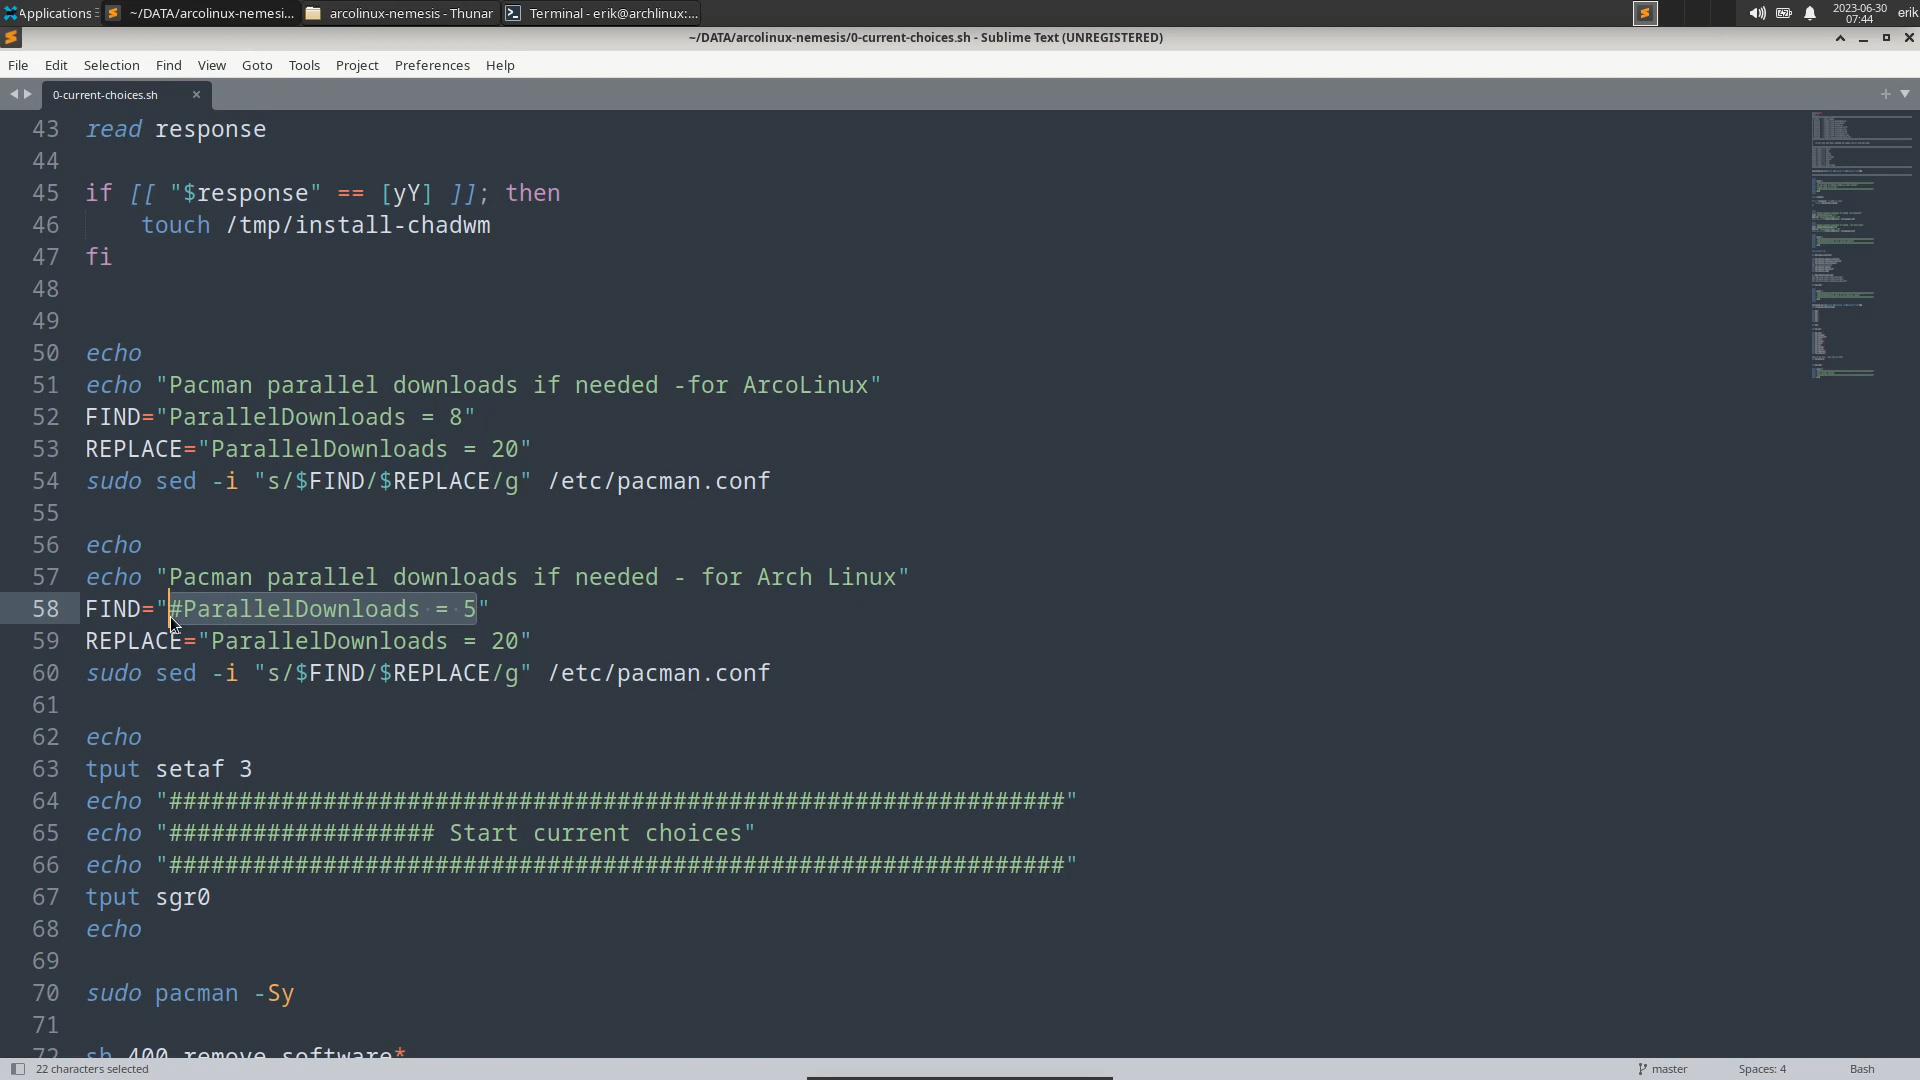 Applications
~/DATA/arcolinux-nemesi...
arcolinux-nemesis - Thunar
Terminal - erik@archlinux:...
2023-06-30
07:44
erik
~/DATA/arcolinux-nemesis/0-current-choices.sh - Sublime Text (UNREGISTERED)
File Edit Selection Find View Goto Tools Project Preferences Help
0-current-choices.sh
43 read response
44
45 if [[ "$response" == [yY] ]]; then
46 touch /tmp/install-chadwm
47 fi
48
49
50 echo
51 echo "Pacman parallel downloads if needed -for ArcoLinux"
52 FIND="ParallelDownloads = 8"
53 REPLACE="ParallelDownloads = 20"
54 sudo sed -i "s/$FIND/$REPLACE/g" /etc/pacman.conf
55
56 echo
57 echo "Pacman parallel downloads if needed - for Arch Linux"
58 FIND="#ParallelDownloads = 5"
59 REPLACE="ParallelDownloads = 20"
60 sudo sed -i "s/$FIND/$REPLACE/g" /etc/pacman.conf
61
62 echo
63 tput setaf 3
64 echo "################################################################"
65 echo "################### Start current choices"
66 echo "################################################################"
67 tput sgr0
68 echo
69
70 sudo pacman -Sy
71
72 sh 400 remove software*
22 characters selected
master
Spaces: 4
Bash